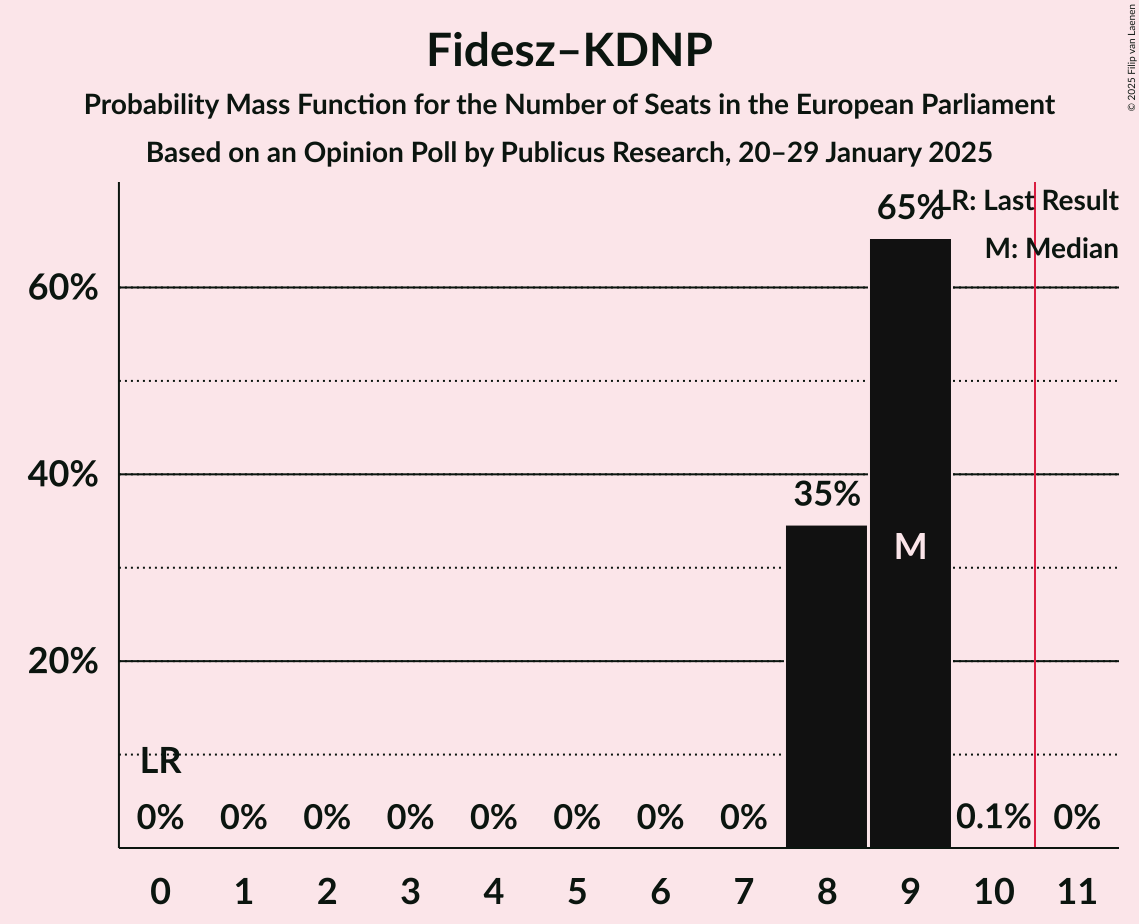 Fidesz–KDNP
Probability Mass Function for the Number of Seats in the European Parliament
Based on an Opinion Poll by Publicus Research, 20–29 January 2025
© 2025 Filip van Laenen
LR: Last Result
M: Median
65%
60%
40%
35%
M
20%
LR
0% 0% 0% 0% 0% 0% 0% 0% 0.1% 0%
0 1 2 3 4 5 6 7 8 9 10 11